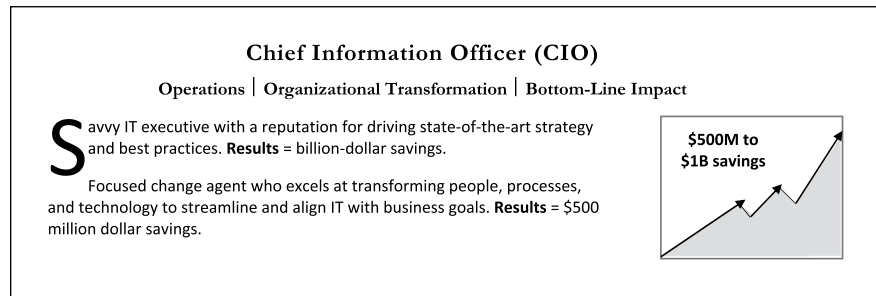 Chief Information Officer (CIO)
Operations | Organizational Transformation | Bottom-Line Impact
Savvy IT executive with a reputation for driving state-of-the-art strategy
and best practices. Results = billion-dollar savings.
Focused change agent who excels at transforming people, processes,
and technology to streamline and align IT with business goals. Results = $500
million dollar savings.
$500M to
$1B savings